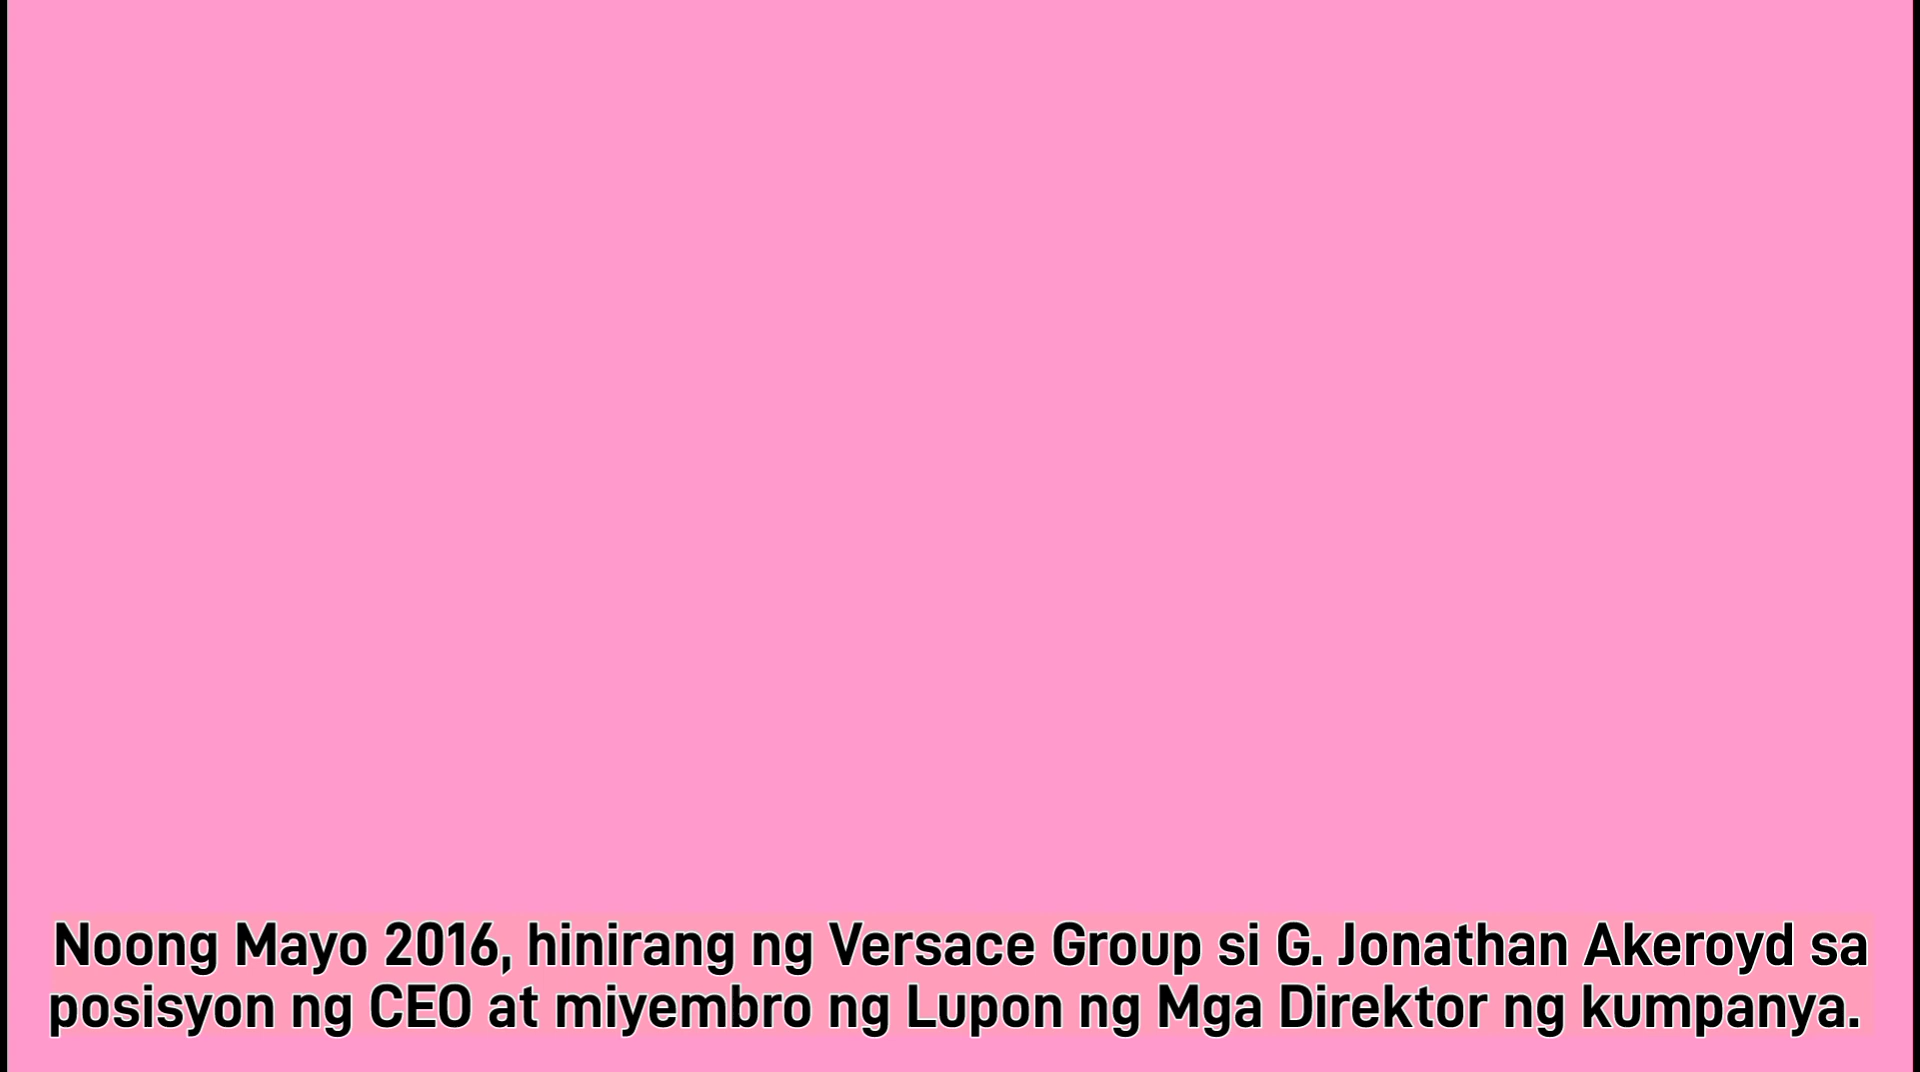 Noong Mayo 2016, hinirang ng Versace Group si G. Jonathan Akeroyd sa
posisyon ng CEO at miyembro ng Lupon ng Mga Direktor ng kumpanya.